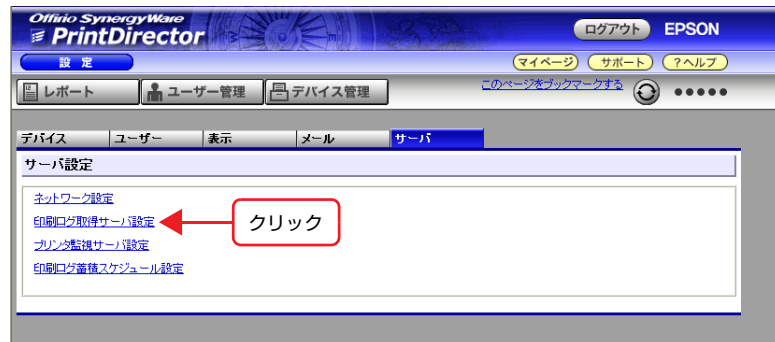 Offirio SynergyWare
PrintDirector
ログアウト EPSON
設 定 マイページ サポート ?ヘルプ
レポート ユーザー管理 デバイス管理 このページをブックマークする
デバイス ユーザー 表示 メール サーバ
サーバ設定
ネットワーク設定
印刷ログ取得サーバ設定 クリック
プリンタ監視サーバ設定
印刷ログ蓄積スケジュール設定